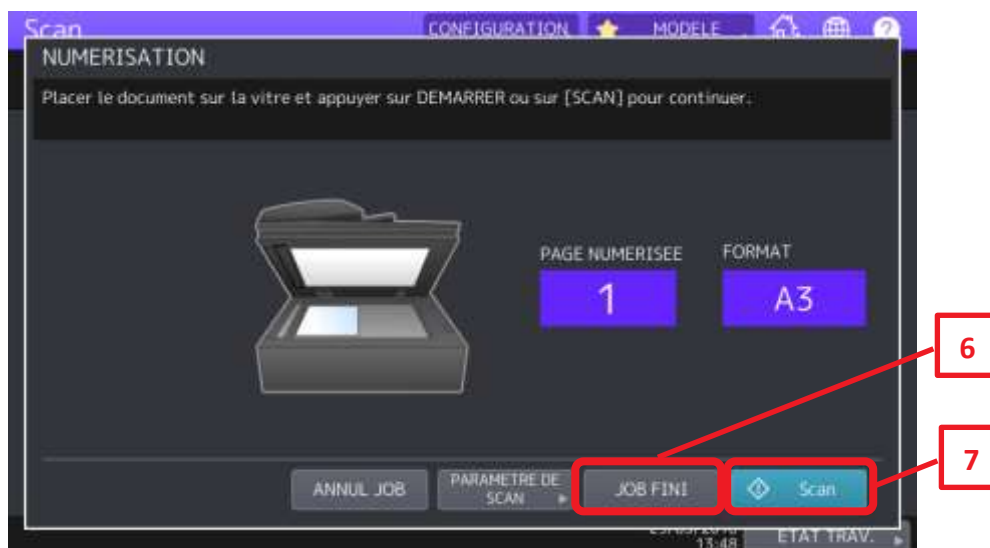 Scan
CONFIGURATION
MODELE
?
NUMERISATION
Placer le document sur la vitre et appuyer sur DEMARRER ou sur [SCAN] pour continuer.
PAGE NUMERISEE
FORMAT
1
A3
6
7
ANNUL JOB
PARAMETRE DE
SCAN
JOB FINI
Scan
13:48
ETAT TRAV.